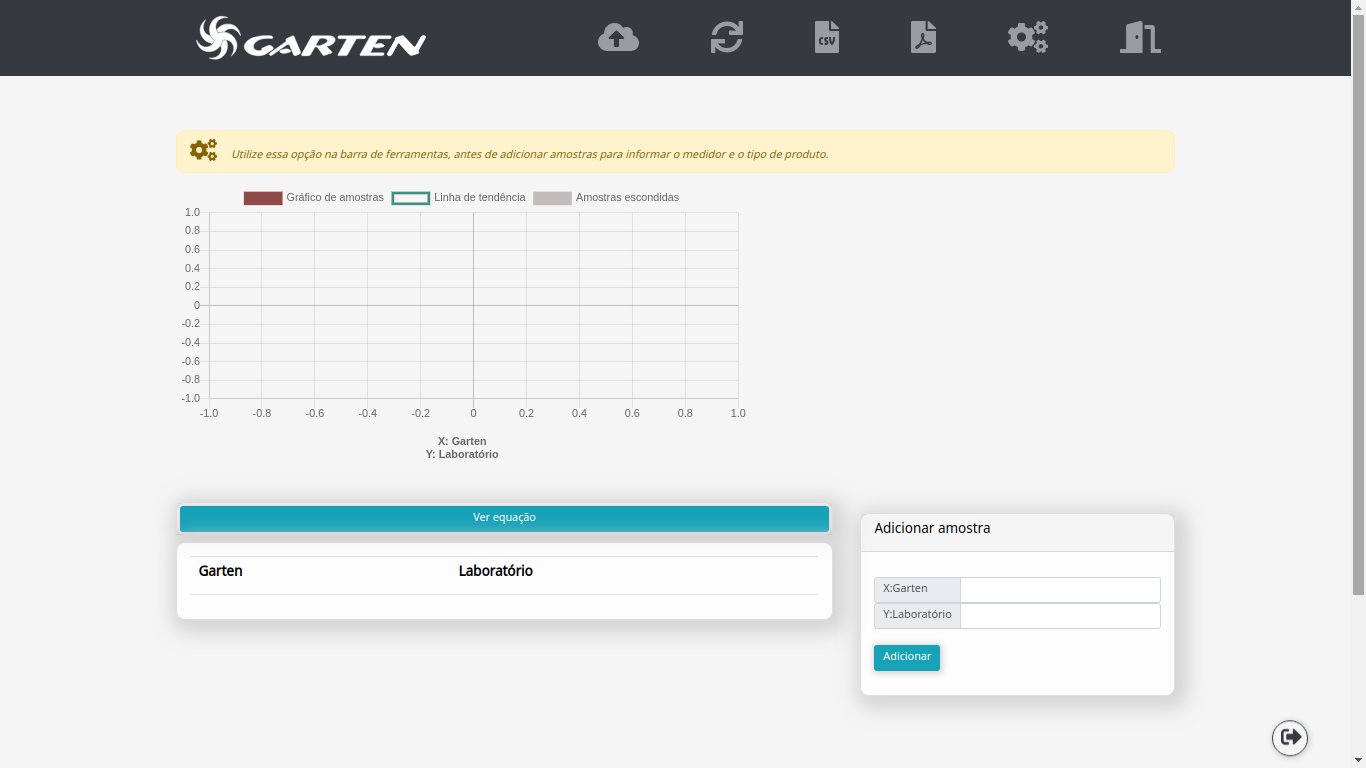 GARTEN
CSV
Utilize essa opção na barra de ferramentas, antes de adicionar amostras para informar o medidor e o tipo de produto.
Gráfico de amostras Linha de tendência Amostras escondidas
1.0
0.8
0.6
0.4
0.2
0
-0.2
-0.4
-0.6
-0.8
-1.0
-1.0 -0.8 -0.6 -0.4 -0.2 0 0.2 0.4 0.6 0.8 1.0
X: Garten
Y: Laboratório
Ver equação
Garten Laboratório
Adicionar amostra
X:Garten
Y:Laboratório
Adicionar